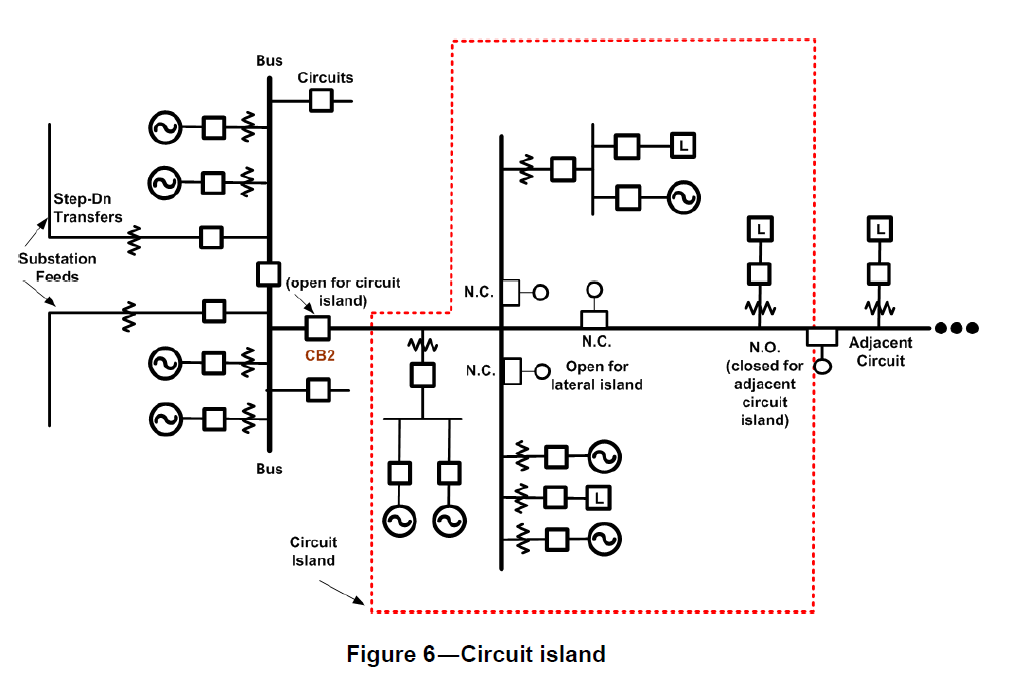 Bus
Circuits
Step-Dn
Transfers
Substation
Feeds
(open for circuit
island)
CB2
Bus
Circuit
Island
L
N.C.
N.C.
N.C.
Open for
lateral island
L
L
L
N.O.
(closed for
adjacent
circuit
island)
Adjacent
Circuit
Figure 6—Circuit island